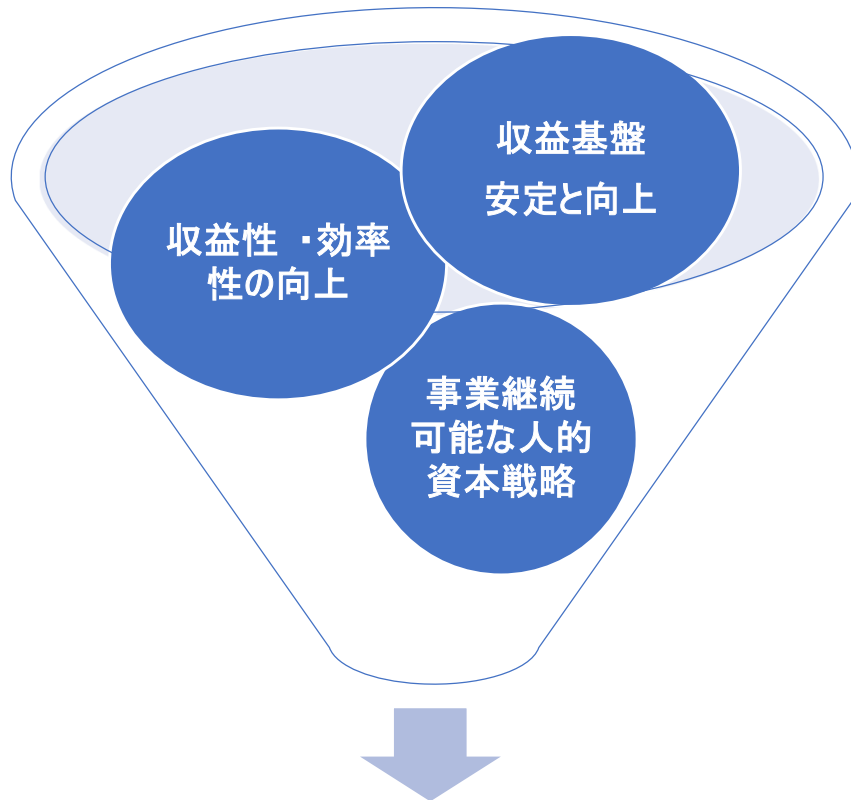 収益基盤
安定と向上
収益性 ・効率
性の向上
事業継続
可能な人的
資本戦略